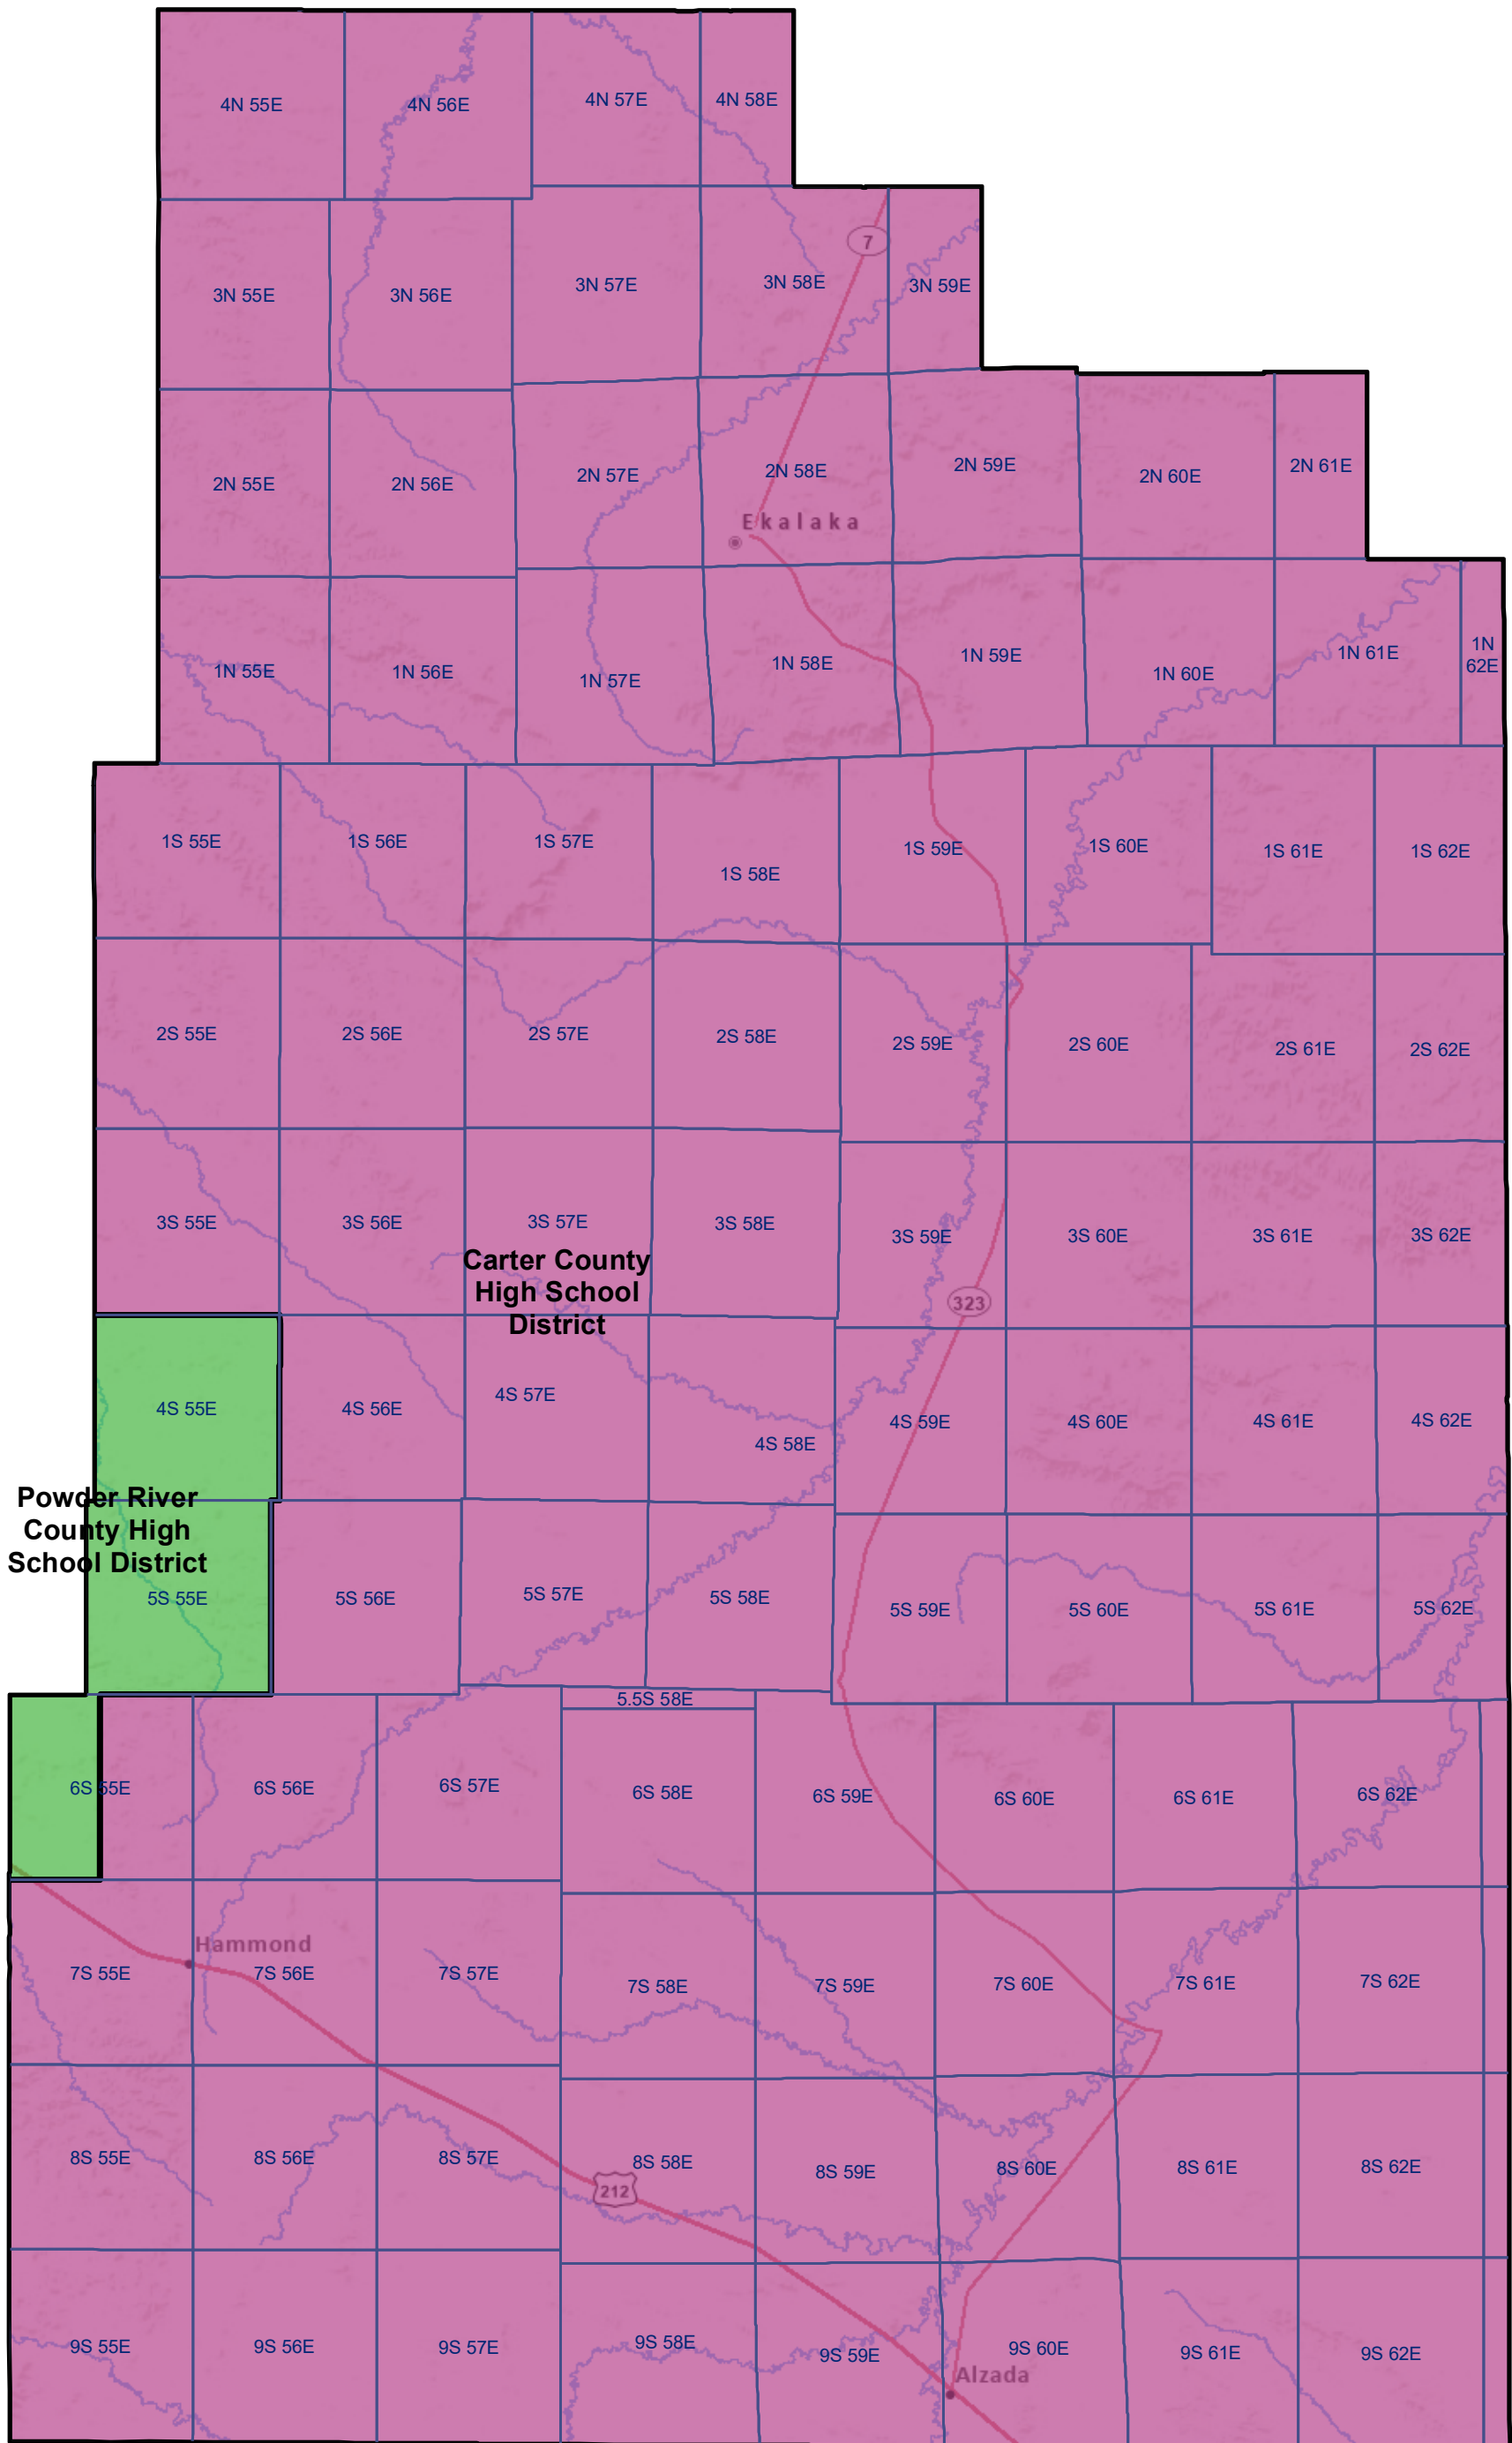 4N 55E
4N 56E
4N 57E
4N 58E
7
3N 55E
3N 56E
3N 57E
3N 58E
3N 59E
2N 55E
2N 56E
2N 57E
2N 58E
2N 59E
2N 60E
2N 61E
Ekalaka
1N 55E
1N 56E
1N 57E
1N 58E
1N 59E
1N 60E
1N 61E
1N
62E
1S 55E
1S 56E
1S 57E
1S 58E
1S 59E
1S 60E
1S 61E
1S 62E
2S 55E
2S 56E
2S 57E
2S 58E
2S 59E
2S 60E
2S 61E
2S 62E
3S 55E
3S 56E
3S 57E
3S 58E
3S 59E
3S 60E
3S 61E
3S 62E
Carter County
High School
District
323
4S 55E
4S 56E
4S 57E
4S 58E
4S 59E
4S 60E
4S 61E
4S 62E
Powder River
County High
School District
5S 55E
5S 56E
5S 57E
5S 58E
5S 59E
5S 60E
5S 61E
5S 62E
5.5S 58E
6S 55E
6S 56E
6S 57E
6S 58E
6S 59E
6S 60E
6S 61E
6S 62E
Hammond
7S 55E
7S 56E
7S 57E
7S 58E
7S 59E
7S 60E
7S 61E
7S 62E
8S 55E
8S 56E
8S 57E
8S 58E
8S 59E
8S 60E
8S 61E
8S 62E
212
9S 55E
9S 56E
9S 57E
9S 58E
9S 59E
9S 60E
9S 61E
9S 62E
Alzada